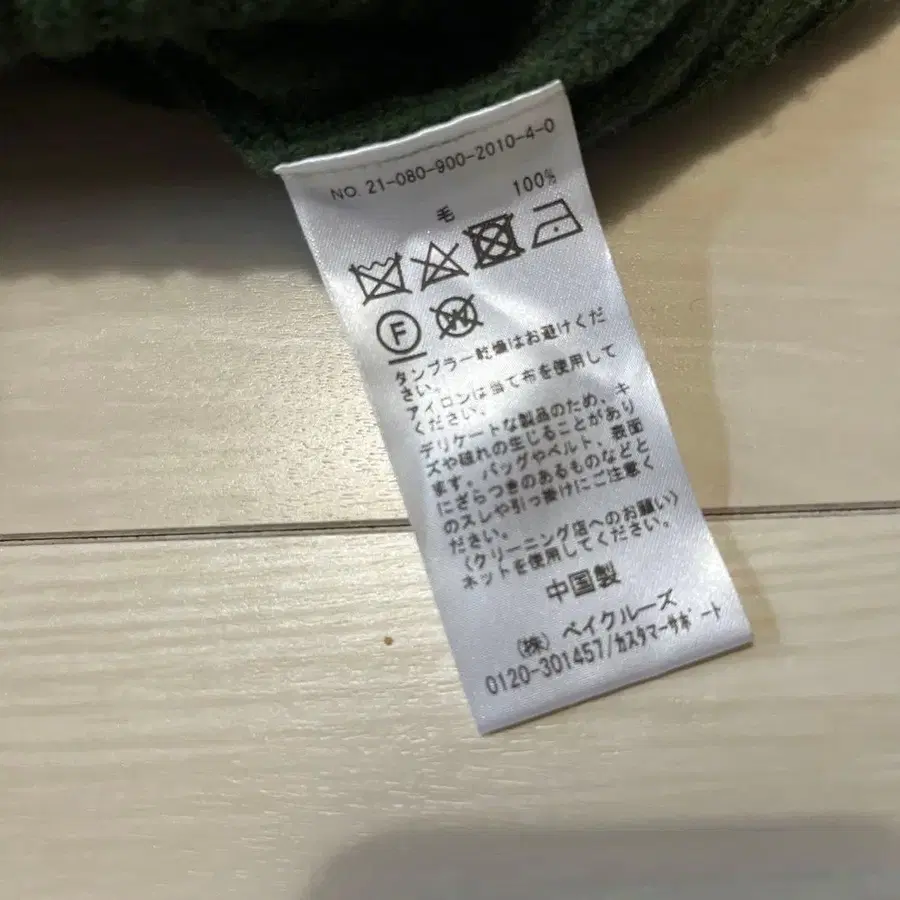 NO. 21-080-900-2010-4-0
毛 100%
F
W
タンブラー乾燥はお避けくだ
さい。
アイロンは当て布を使用して
ください。
デリケートな製品のため、キ
ズや破れの生じることがあり
ます。バッグやベルト、表面
にざらつきのあるものなどと
のスレや引っ掛けにご注意く
ださい。
〈クリーニング店へのお願い〉
ネットを使用してください。
中国製
(株) ベイクルーズ
0120-301457/カスタマーサポート